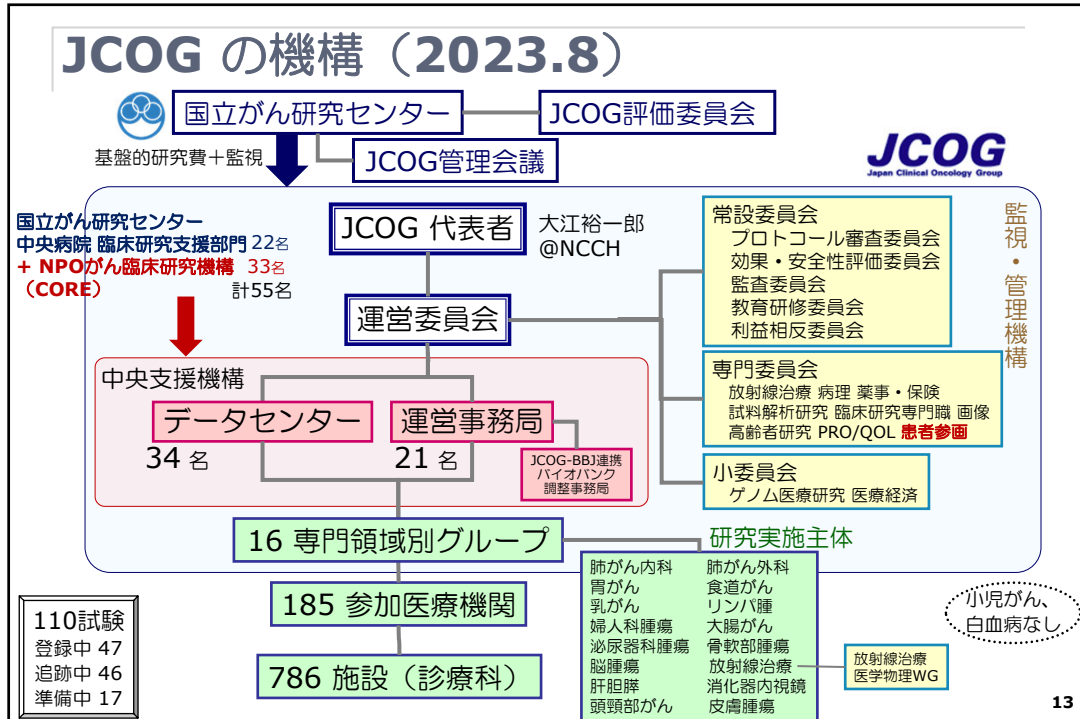 JCOG の機構（2023.8）
国立がん研究センター
JCOG評価委員会
基盤的研究費＋監視
JCOG管理会議
JCOG
Japan Clinical Oncology Group
国立がん研究センター
中央病院 臨床研究支援部門 22名
+ NPOがん臨床研究機構 33名
（CORE） 計55名
JCOG 代表者
大江裕一郎
@NCCH
運営委員会
常設委員会
プロトコール審査委員会
効果・安全性評価委員会
監査委員会
教育研修委員会
利益相反委員会
監視・管理機構
専門委員会
放射線治療 病理 薬事・保険
試料解析研究 臨床研究専門職 画像
高齢者研究 PRO/QOL 患者参画
小委員会
ゲノム医療研究 医療経済
中央支援機構
データセンター
34 名
運営事務局
21 名
JCOG-BBJ連携
バイオバンク
調整事務局
16 専門領域別グループ
研究実施主体
185 参加医療機関
786 施設（診療科）
肺がん内科 肺がん外科
胃がん 食道がん
乳がん リンパ腫
婦人科腫瘍 大腸がん
泌尿器科腫瘍 骨軟部腫瘍
脳腫瘍 放射線治療
肝胆膵 消化器内視鏡
頭頸部がん 皮膚腫瘍
放射線治療
医学物理WG
小児がん、
白血病なし
110試験
登録中 47
追跡中 46
準備中 17
13